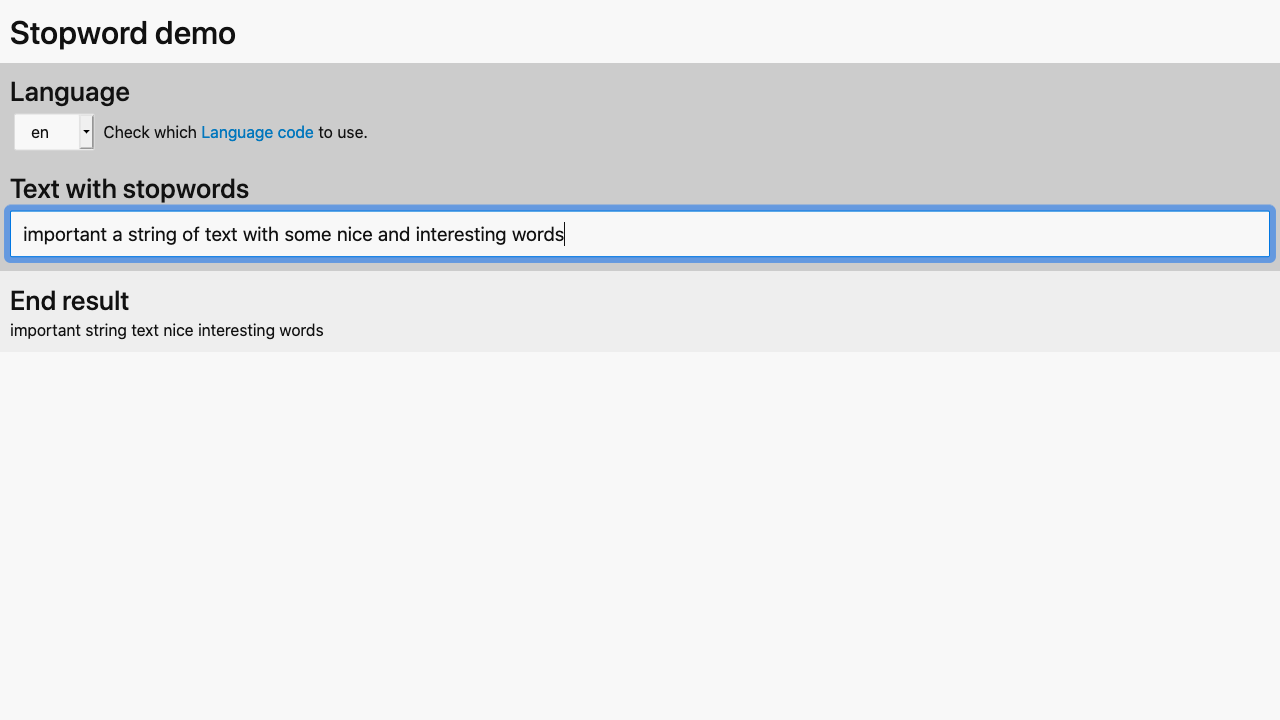 Stopword demo
Language
en Check which Language code to use.
Text with stopwords
important a string of text with some nice and interesting words
End result
important string text nice interesting words